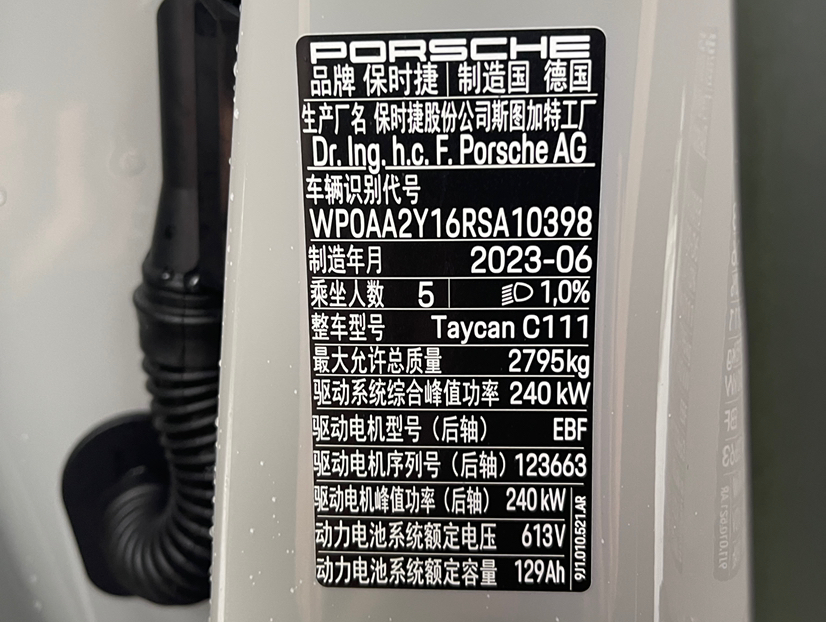 PORSCHE
品牌 保时捷 制造国 德国
生产厂名 保时捷股份公司斯图加特工厂
Dr. Ing. h.c. F. Porsche AG
车辆识别代号
WP0AA2Y16RSA10398
制造年月 2023-06
乘坐人数 5 1,0%
整车型号 Taycan C111
最大允许总质量 2795kg
驱动系统综合峰值功率 240 kW
驱动电机型号（后轴） EBF
驱动电机序列号（后轴） 123663
驱动电机峰值功率（后轴） 240 kW
动力电池系统额定电压 613V
动力电池系统额定容量 129Ah
9J1.010.521.AR